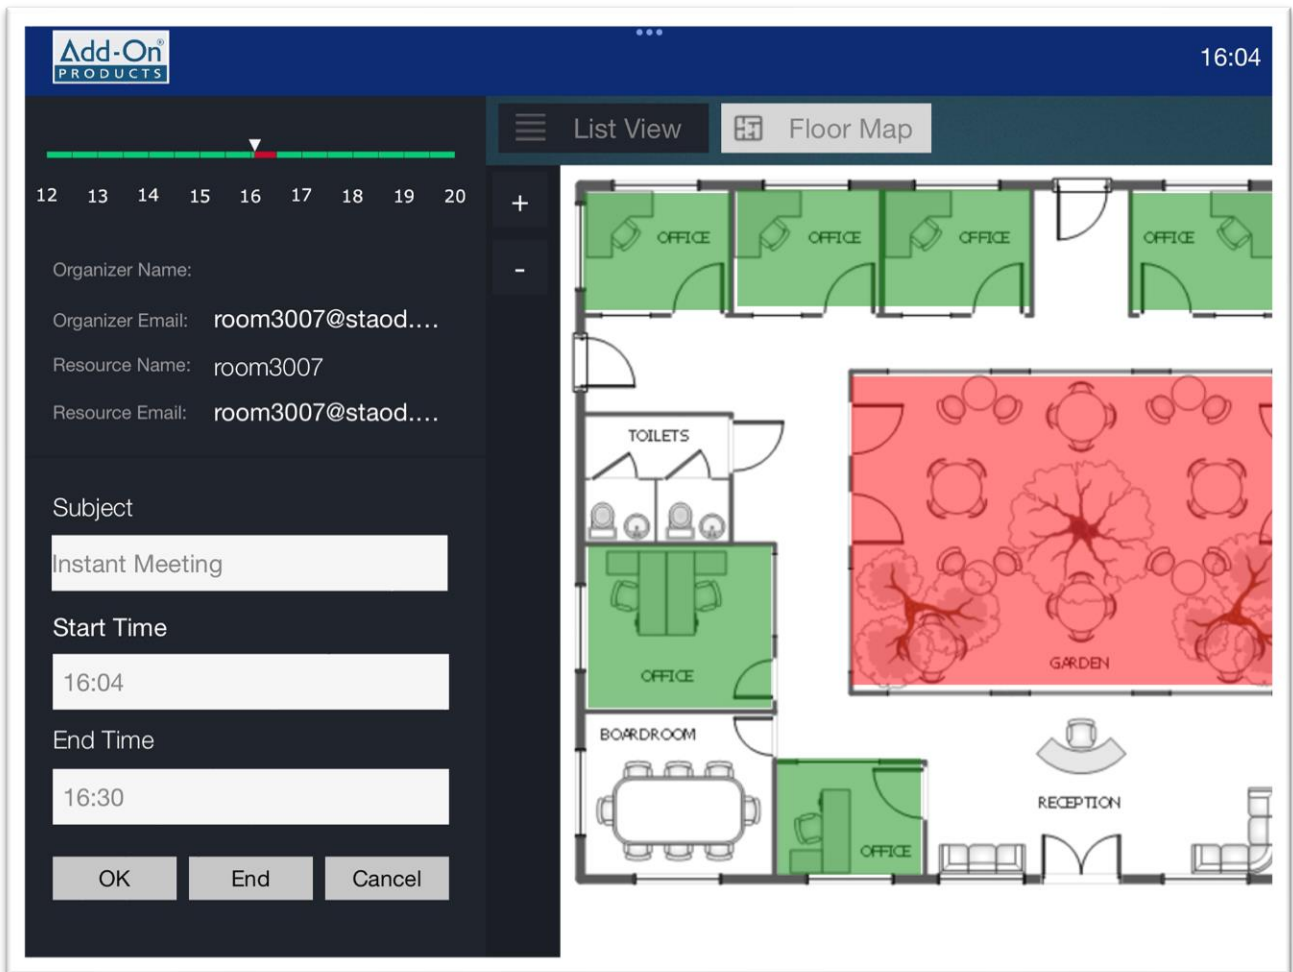 Add-On®
PRODUCTS
16:04
List View
Floor Map
12 13 14 15 16 17 18 19 20
+
-
Organizer Name:
Organizer Email: room3007@staod....
Resource Name: room3007
Resource Email: room3007@staod....
Subject
Instant Meeting
Start Time
16:04
End Time
16:30
OK End Cancel
OFFICE OFFICE OFFICE OFFICE
TOILETS
OFFICE
GARDEN
BOARDROOM
RECEPTION
OFFICE